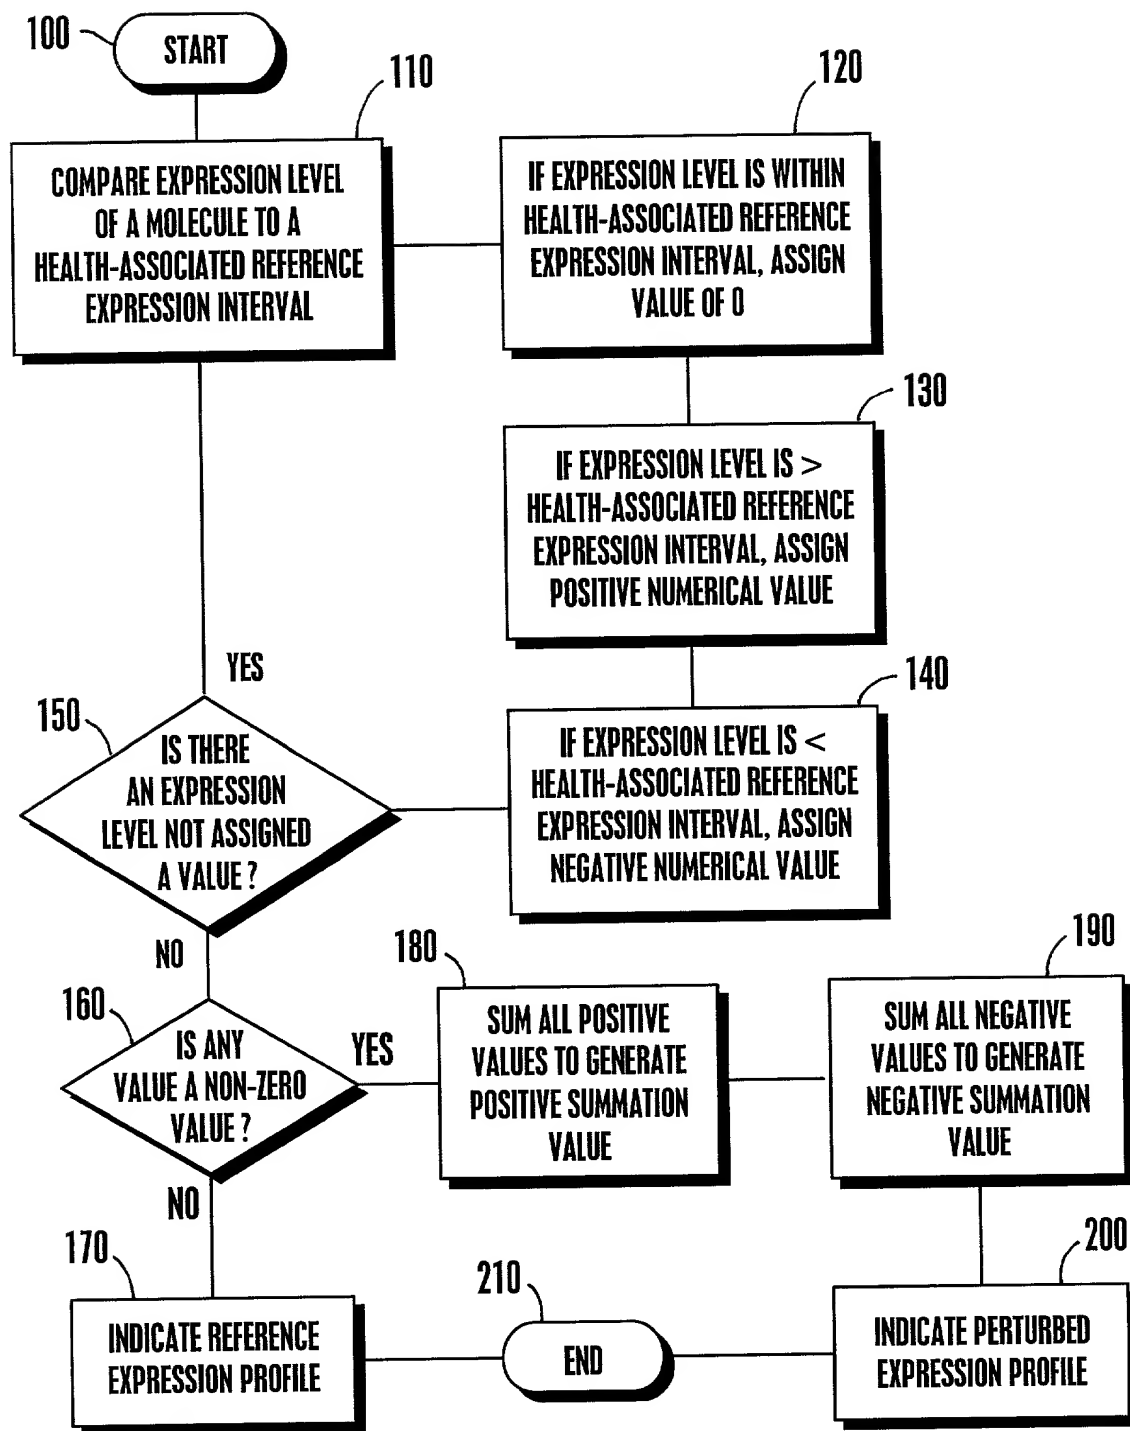 100
START
110
COMPARE EXPRESSION LEVEL
OF A MOLECULE TO A
HEALTH-ASSOCIATED REFERENCE
EXPRESSION INTERVAL
120
IF EXPRESSION LEVEL IS WITHIN
HEALTH-ASSOCIATED REFERENCE
EXPRESSION INTERVAL, ASSIGN
VALUE OF 0
130
IF EXPRESSION LEVEL IS >
HEALTH-ASSOCIATED REFERENCE
EXPRESSION INTERVAL, ASSIGN
POSITIVE NUMERICAL VALUE
140
IF EXPRESSION LEVEL IS <
HEALTH-ASSOCIATED REFERENCE
EXPRESSION INTERVAL, ASSIGN
NEGATIVE NUMERICAL VALUE
YES
150
IS THERE
AN EXPRESSION
LEVEL NOT ASSIGNED
A VALUE ?
NO
160
IS ANY
VALUE A NON-ZERO
VALUE ?
YES
180
SUM ALL POSITIVE
VALUES TO GENERATE
POSITIVE SUMMATION
VALUE
190
SUM ALL NEGATIVE
VALUES TO GENERATE
NEGATIVE SUMMATION
VALUE
NO
170
INDICATE REFERENCE
EXPRESSION PROFILE
210
END
200
INDICATE PERTURBED
EXPRESSION PROFILE